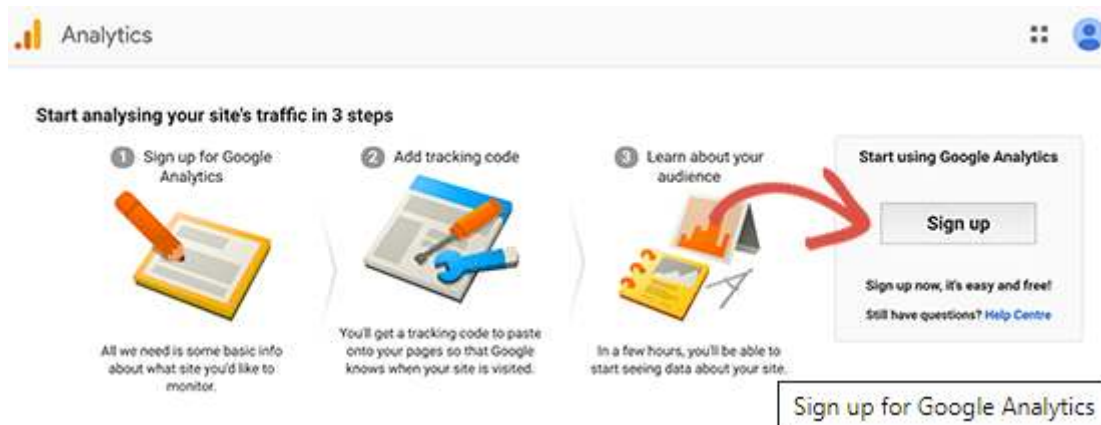 Analytics
Start analysing your site's traffic in 3 steps
1 Sign up for Google
Analytics
All we need is some basic info
about what site you'd like to
monitor.
2 Add tracking code
You'll get a tracking code to paste
onto your pages so that Google
knows when your site is visited.
3 Learn about your
audience
In a few hours, you'll be able to
start seeing data about your site.
Start using Google Analytics
Sign up
Sign up now, it's easy and free!
Still have questions? Help Centre
Sign up for Google Analytics